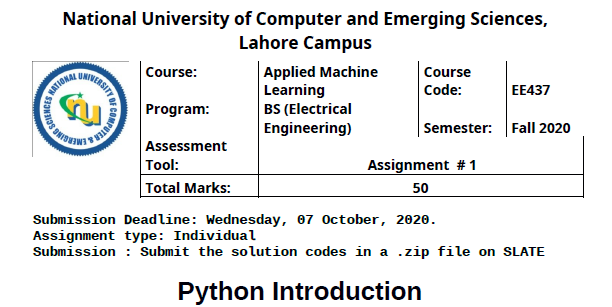 National University of Computer and Emerging Sciences,
Lahore Campus
NATIONAL UNIVERSITY OF COMPUTER & EMERGING SCIENCES
nu
Course: Applied Machine Learning Course Code: EE437
Program: BS (Electrical Engineering) Semester: Fall 2020
Assessment Tool: Assignment # 1
Total Marks: 50
Submission Deadline: Wednesday, 07 October, 2020.
Assignment type: Individual
Submission : Submit the solution codes in a .zip file on SLATE
Python Introduction